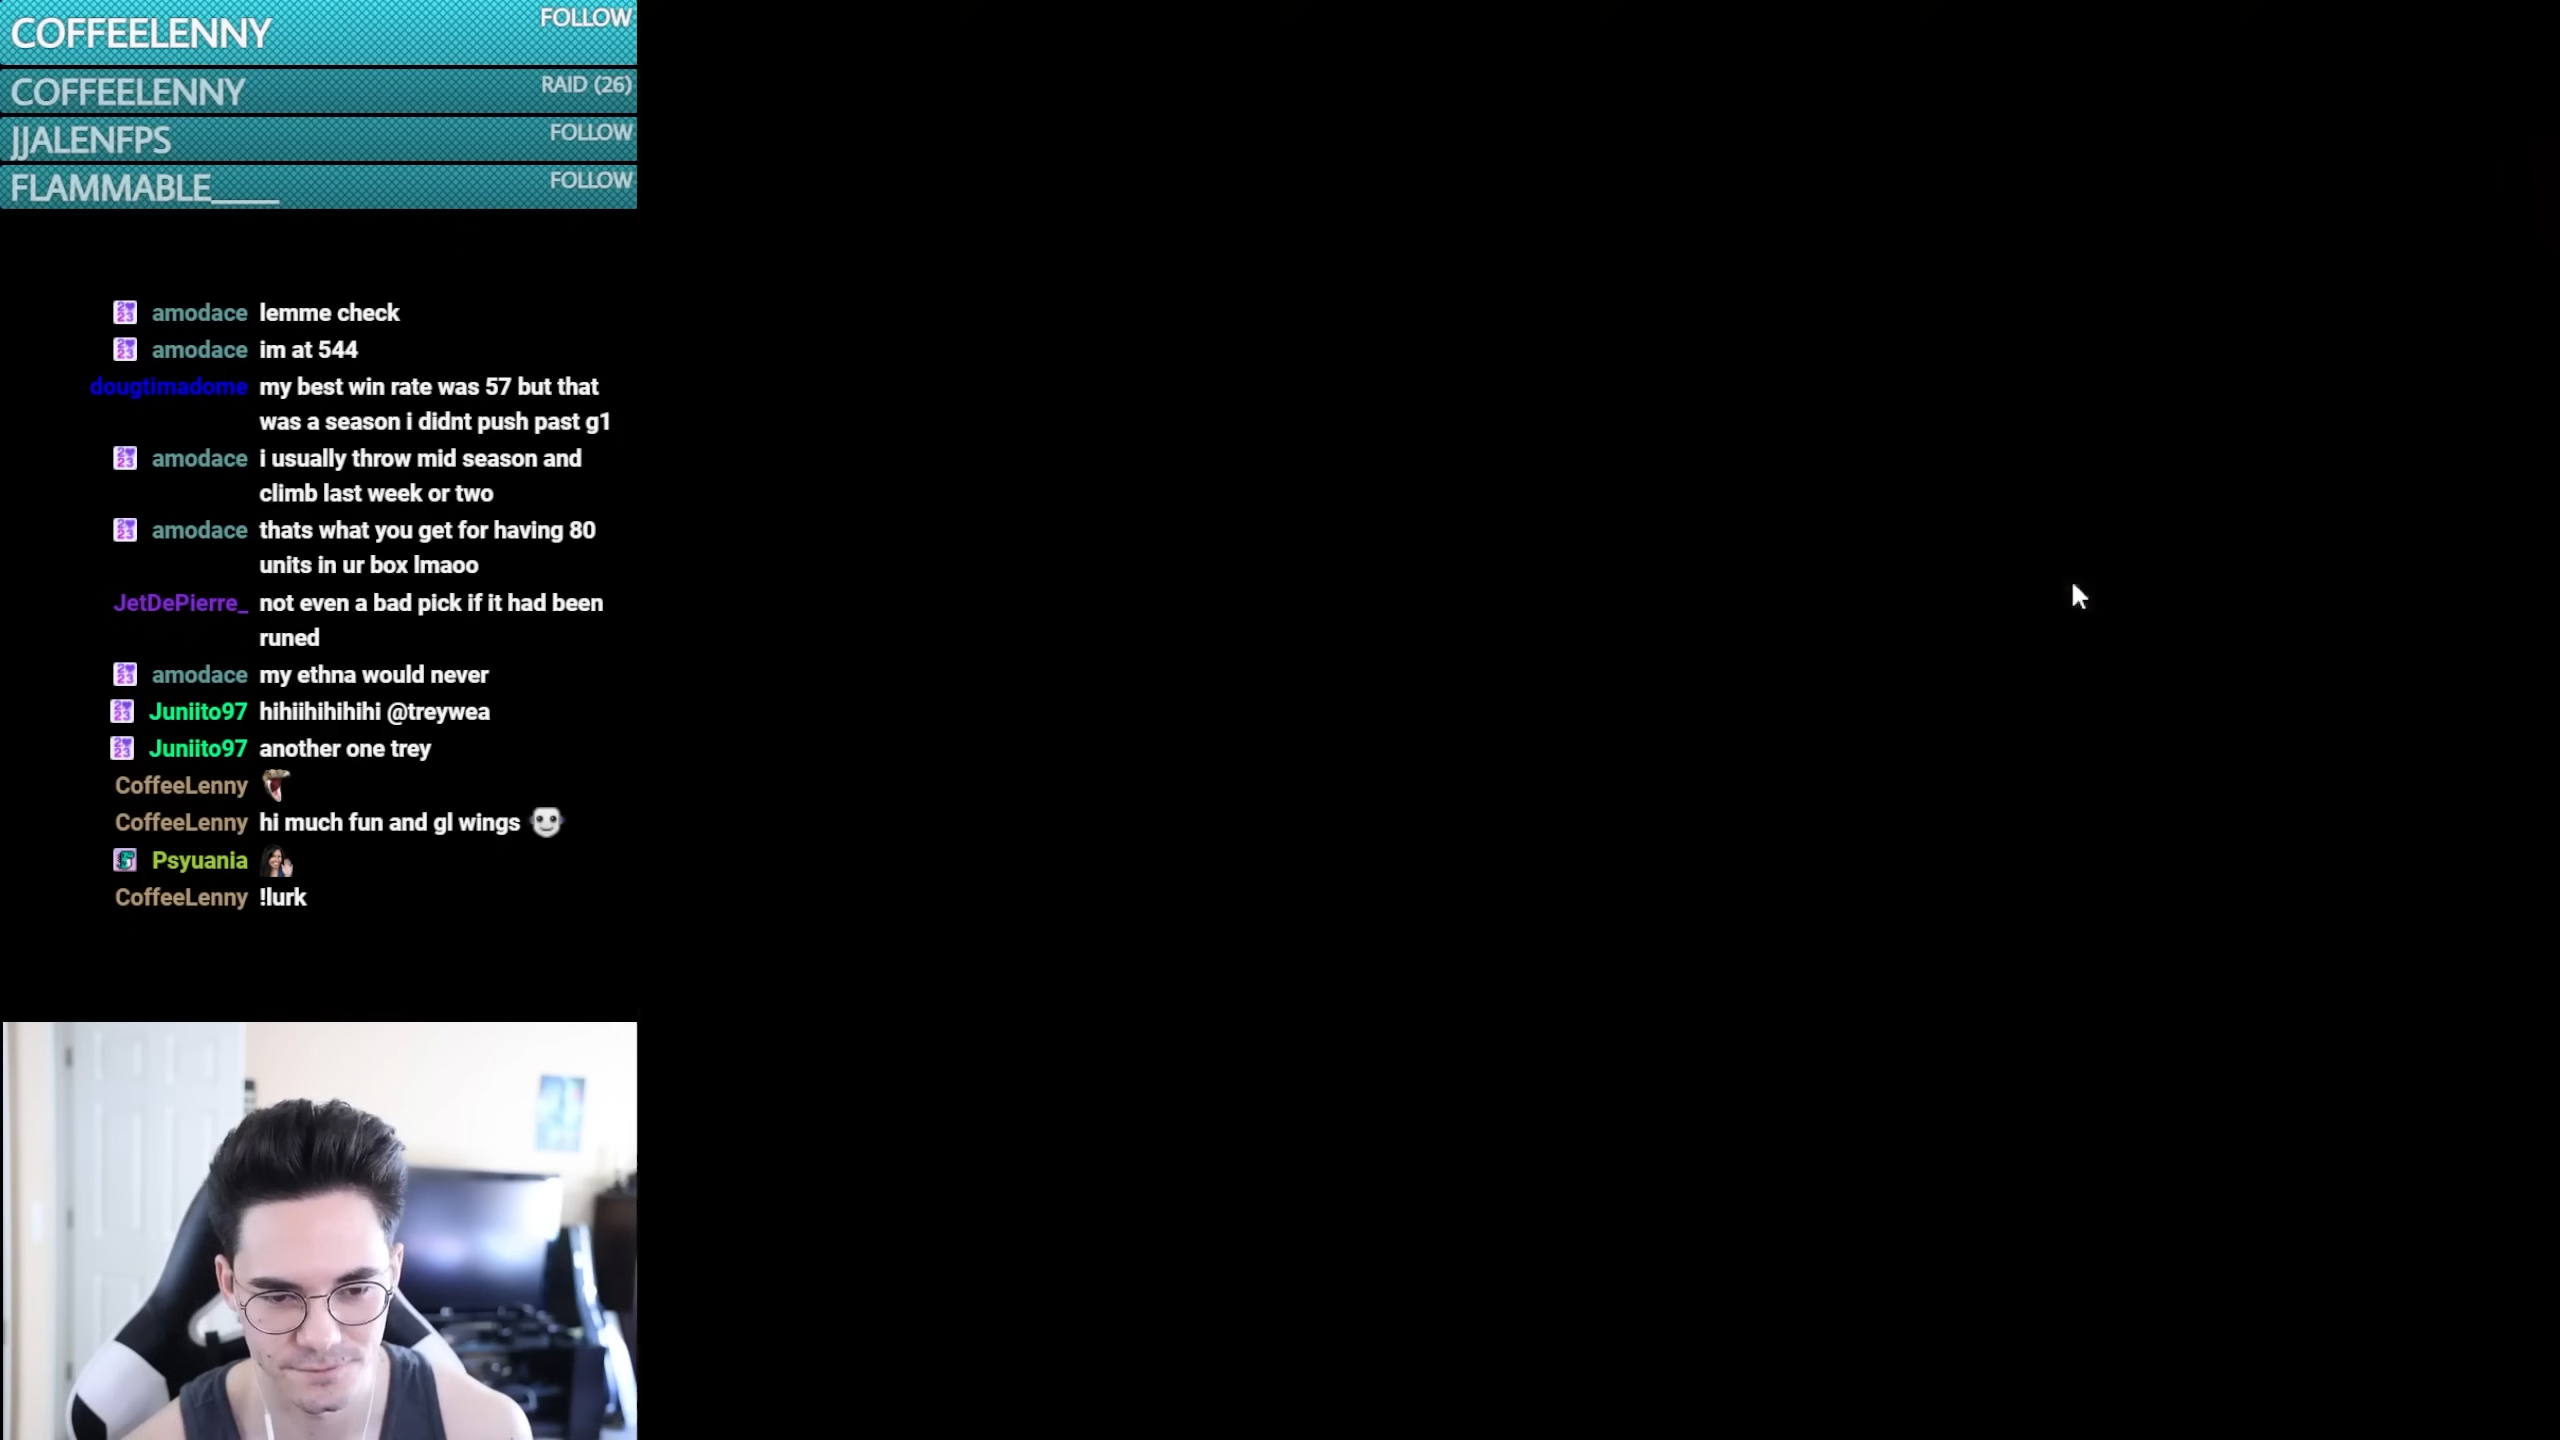 COFFEELENNY FOLLOW
COFFEELENNY RAID (26)
JJALENFPS FOLLOW
FLAMMABLE____ FOLLOW
amodace lemme check
amodace im at 544
dougtimadome my best win rate was 57 but that
was a season i didnt push past g1
amodace i usually throw mid season and
climb last week or two
amodace thats what you get for having 80
units in ur box lmaoo
JetDePierre_ not even a bad pick if it had been
runed
amodace my ethna would never
Juniito97 hihiihihihihi @treywea
Juniito97 another one trey
CoffeeLenny
CoffeeLenny hi much fun and gl wings
Psyuania
CoffeeLenny !lurk